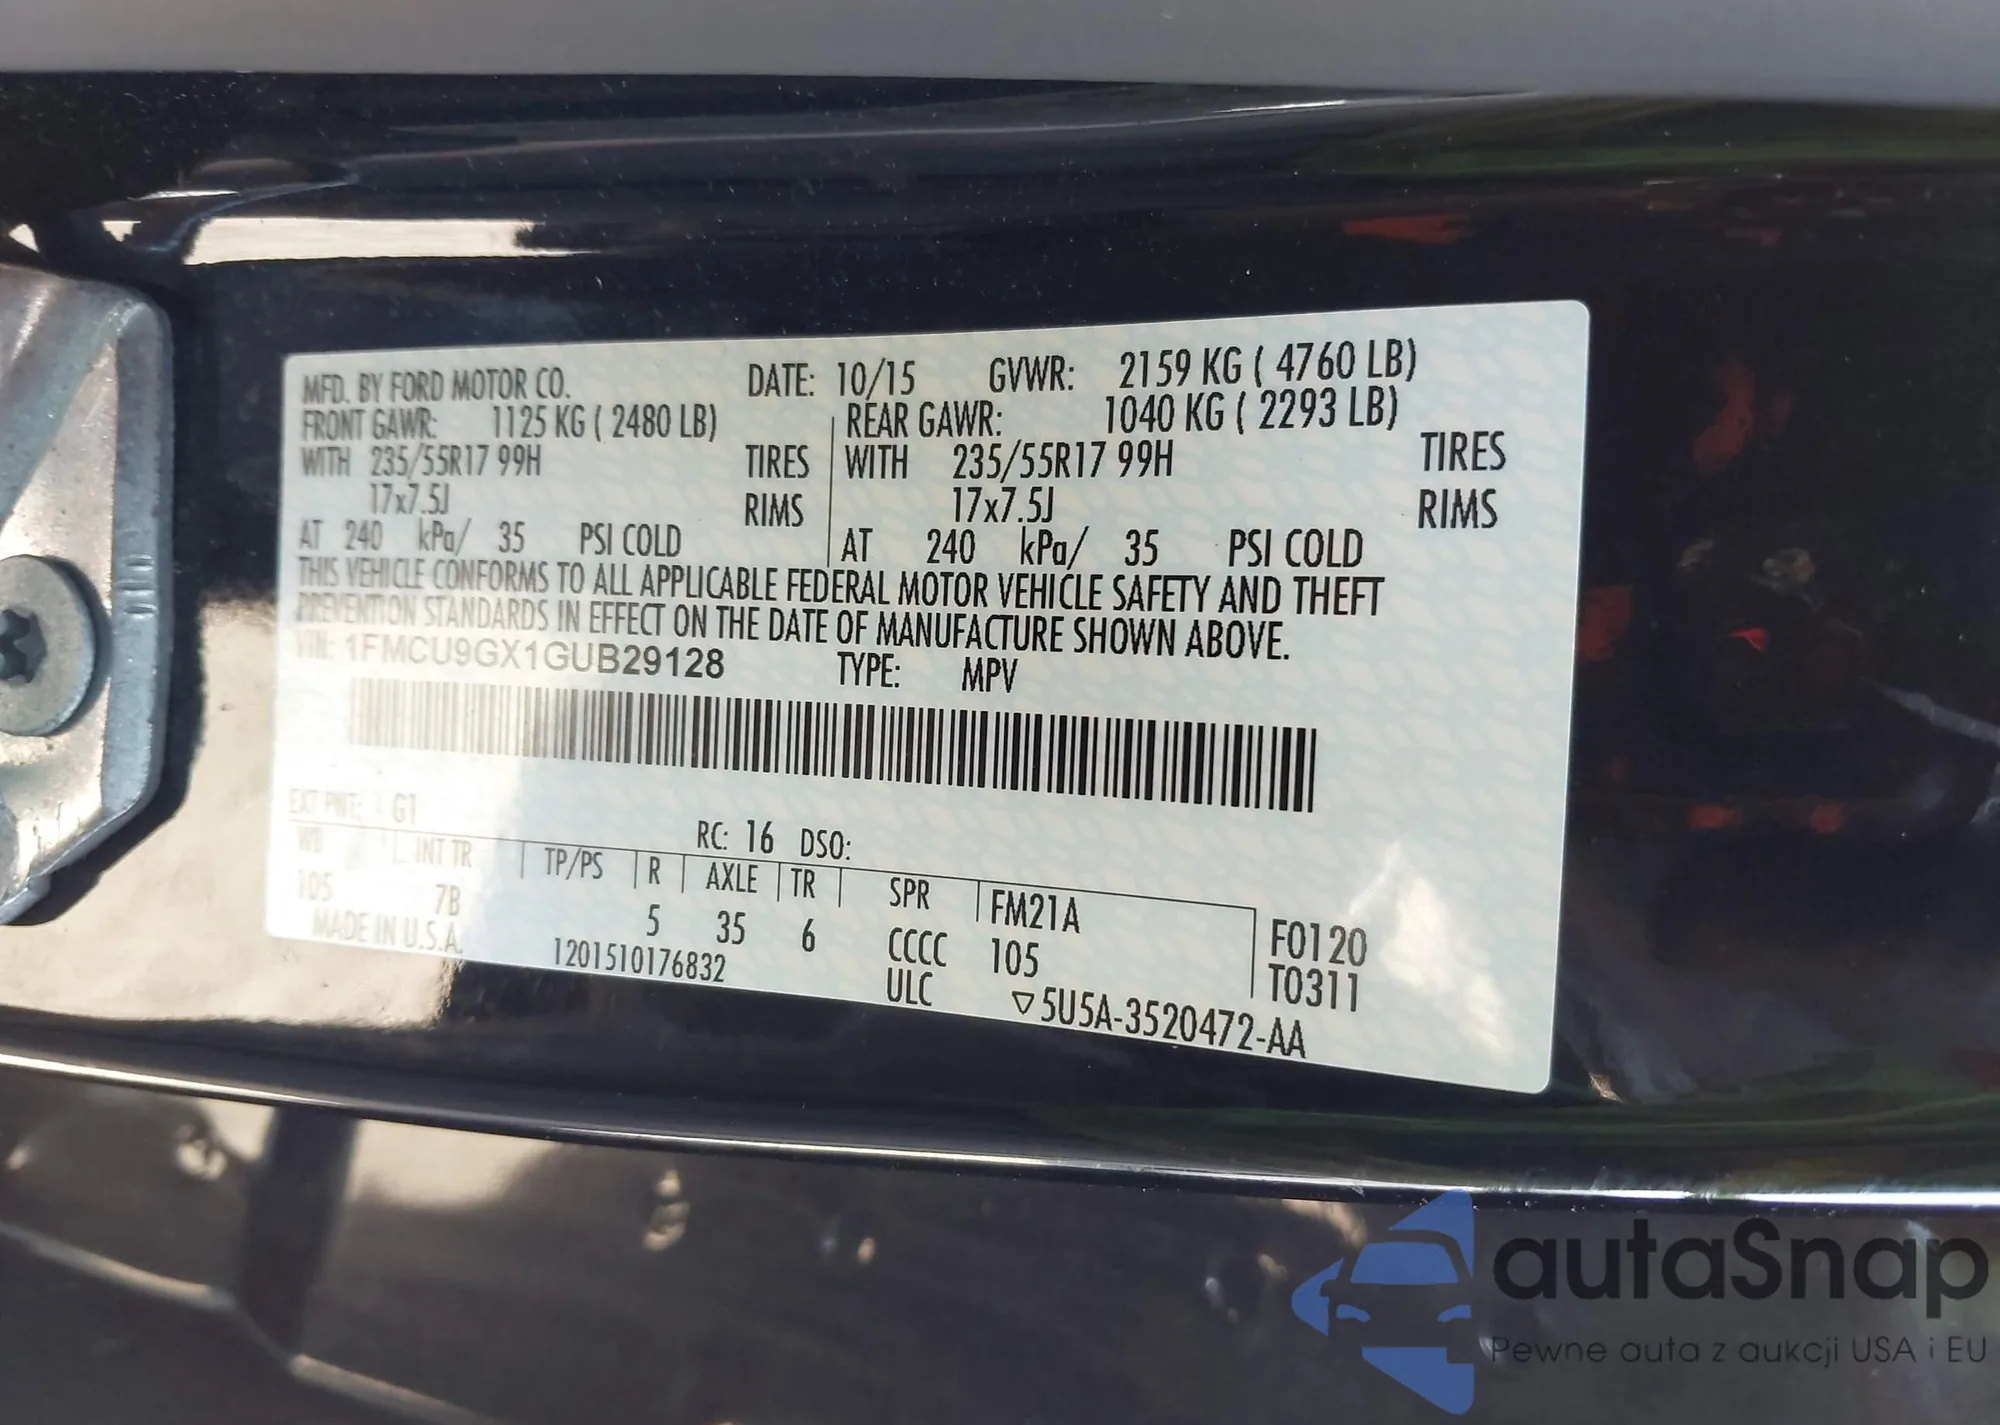 MFD. BY FORD MOTOR CO. DATE: 10/15 GVWR: 2159 KG ( 4760 LB)
FRONT GAWR: 1125 KG ( 2480 LB) REAR GAWR: 1040 KG ( 2293 LB)
WITH 235/55R17 99H TIRES WITH 235/55R17 99H TIRES
17x7.5J RIMS 17x7.5J RIMS
AT 240 kPa/ 35 PSI COLD AT 240 kPa/ 35 PSI COLD
THIS VEHICLE CONFORMS TO ALL APPLICABLE FEDERAL MOTOR VEHICLE SAFETY AND THEFT
PREVENTION STANDARDS IN EFFECT ON THE DATE OF MANUFACTURE SHOWN ABOVE.
VIN: 1FMCU9GX1GUB29128 TYPE: MPV
EXT PNT: G1 RC: 16 DSO:
WB INT TR TP/PS R AXLE TR SPR FM21A F0120
105 7B 5 35 6 CCCC 105 T0311
MADE IN U.S.A. 1201510176832 ULC ▽5U5A-3520472-AA
autaSnap
Pewne auta z aukcji USA i EU